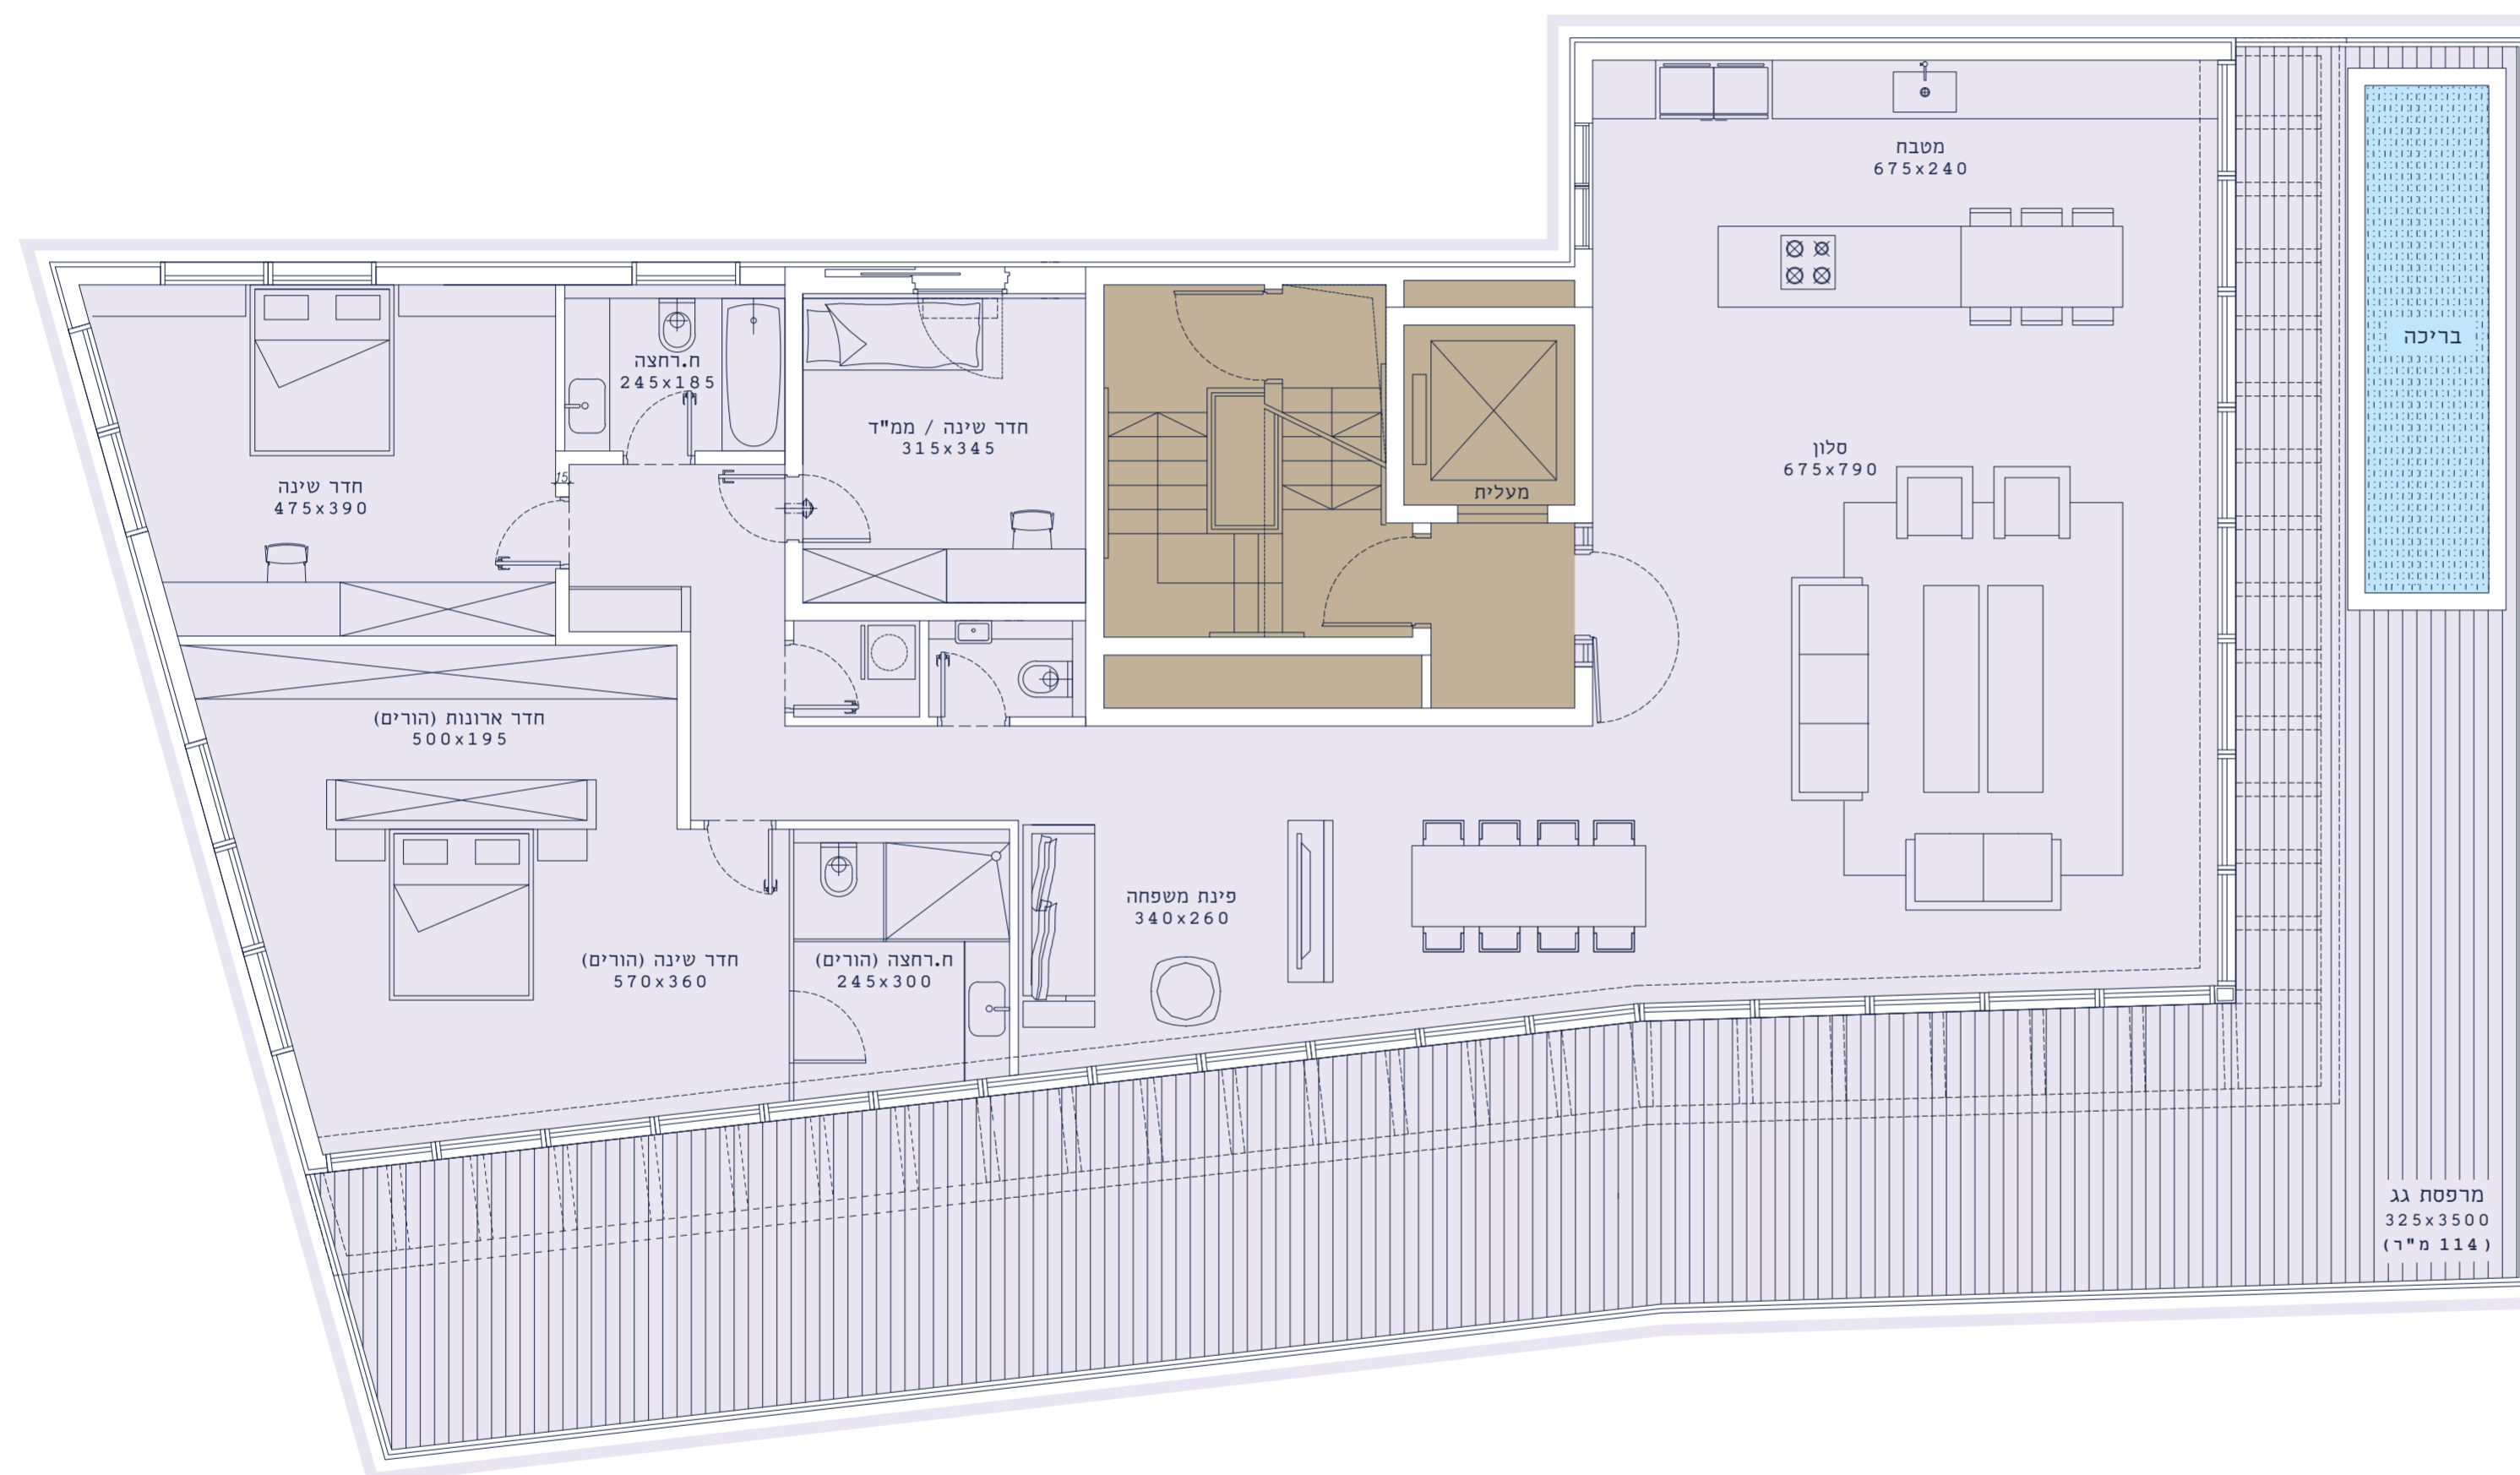 מטבח
675x240
בריכה
ח.רחצה
245x185
חדר שינה / ממ"ד
315x345
סלון
675x790
15
חדר שינה
475x390
מעלית
חדר ארונות (הורים)
500x195
פינת משפחה
340x260
חדר שינה (הורים)
570x360
ח.רחצה (הורים)
245x300
מרפסת גג
325x3500
(114 מ"ר)